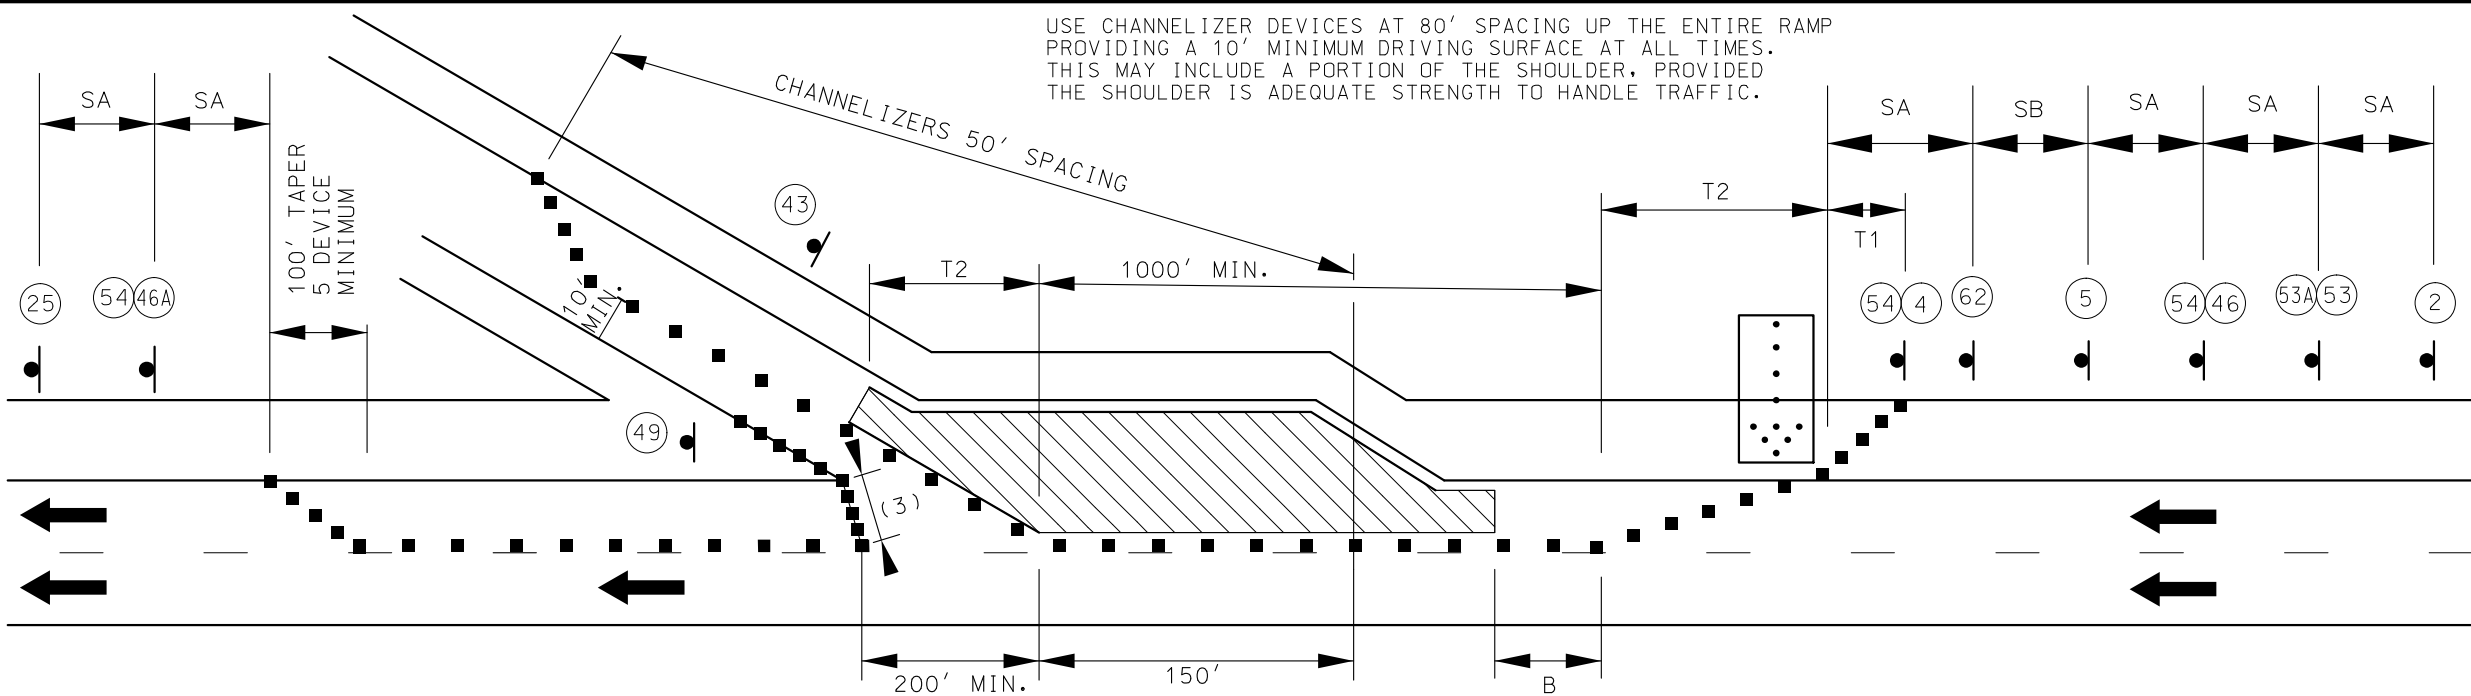 USE CHANNELIZER DEVICES AT 80' SPACING UP THE ENTIRE RAMP
PROVIDING A 10' MINIMUM DRIVING SURFACE AT ALL TIMES.
THIS MAY INCLUDE A PORTION OF THE SHOULDER, PROVIDED
THE SHOULDER IS ADEQUATE STRENGTH TO HANDLE TRAFFIC.
SA
SA
CHANNELIZERS 50' SPACING
SA
SB
SA
SA
SA
100' TAPER
5 DEVICE
MINIMUM
43
T2
T1
T2
1000' MIN.
25
54
46A
10'
MIN.
54
4
62
5
54
46
53A
53
2
49
(3)
200' MIN.
150'
B